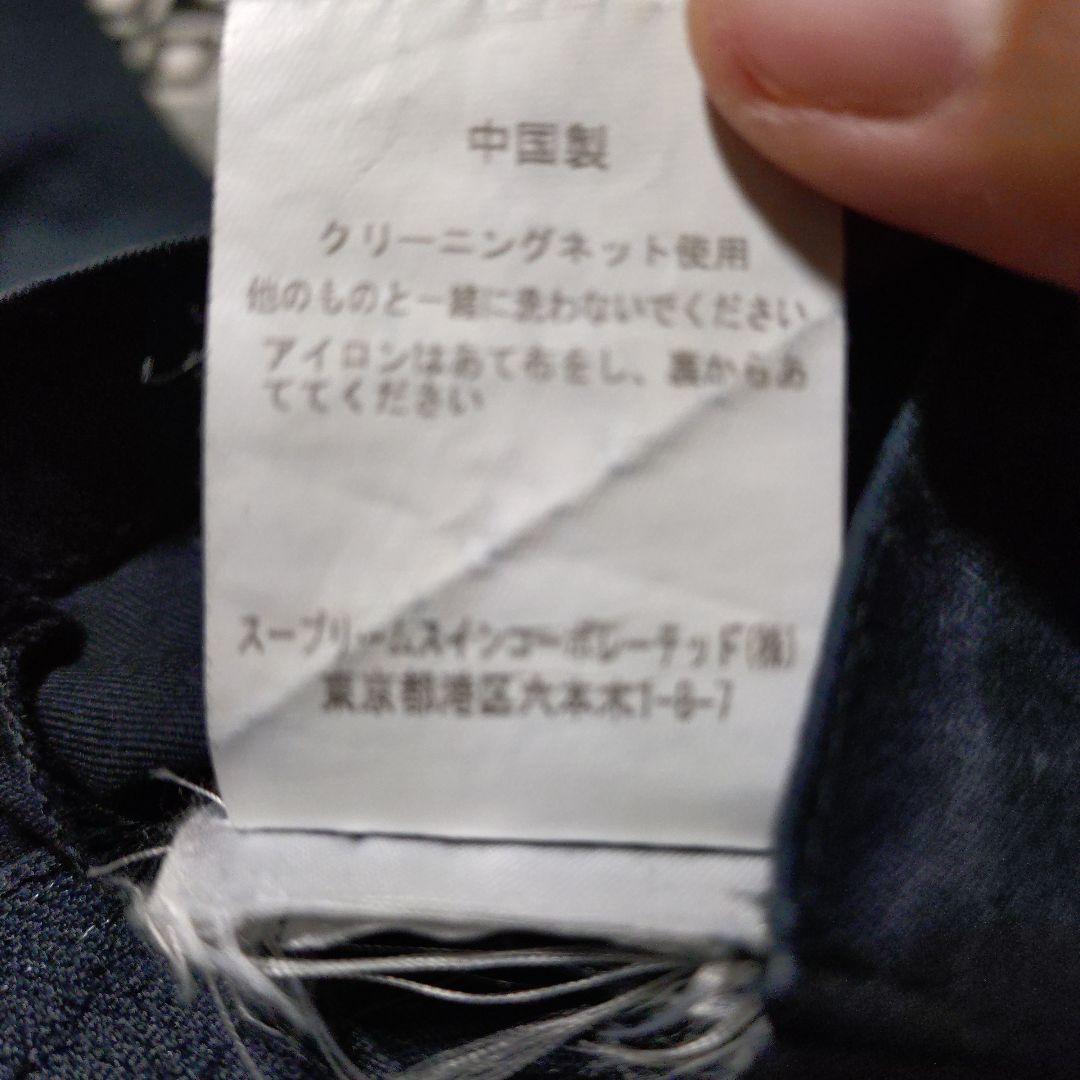 中国製
クリーニングネット使用
他のものと一緒に洗わないでください
アイロンはあて布をし、裏からあ
ててください
スープリームスインコーポレーテッド(株)
東京都港区六本木1-8-7